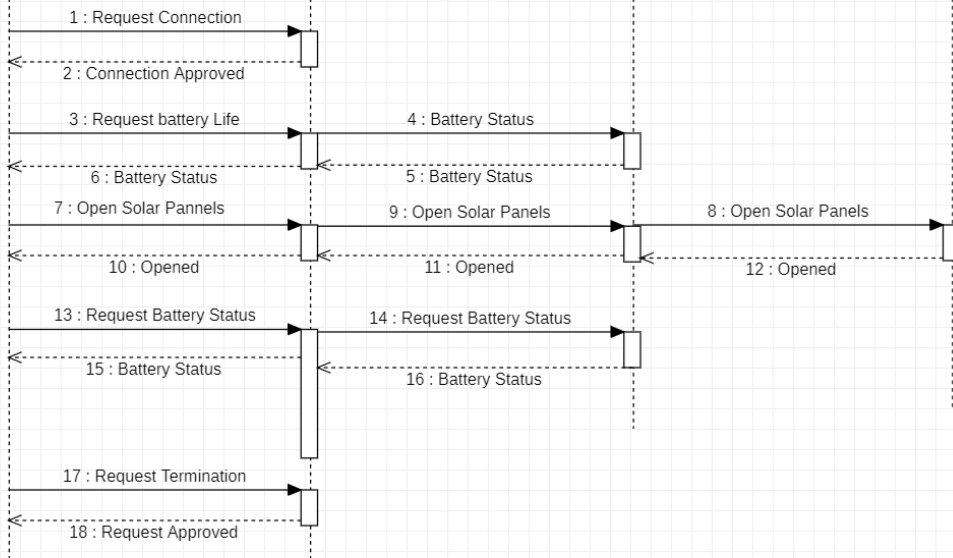 1 : Request Connection
2 : Connection Approved
3 : Request battery Life
4 : Battery Status
6 : Battery Status
5 : Battery Status
7 : Open Solar Pannels
9 : Open Solar Panels
8 : Open Solar Panels
10 : Opened
11 : Opened
12 : Opened
13 : Request Battery Status
14 : Request Battery Status
15 : Battery Status
16 : Battery Status
17 : Request Termination
18 : Request Approved